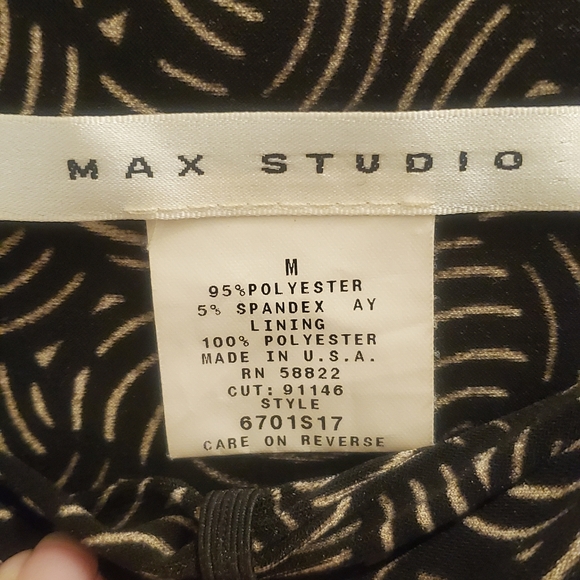 MAX STUDIO
M
95%POLYESTER
5% SPANDEX AY
LINING
100% POLYESTER
MADE IN U.S.A.
RN 58822
CUT: 91146
STYLE
6701S17
CARE ON REVERSE